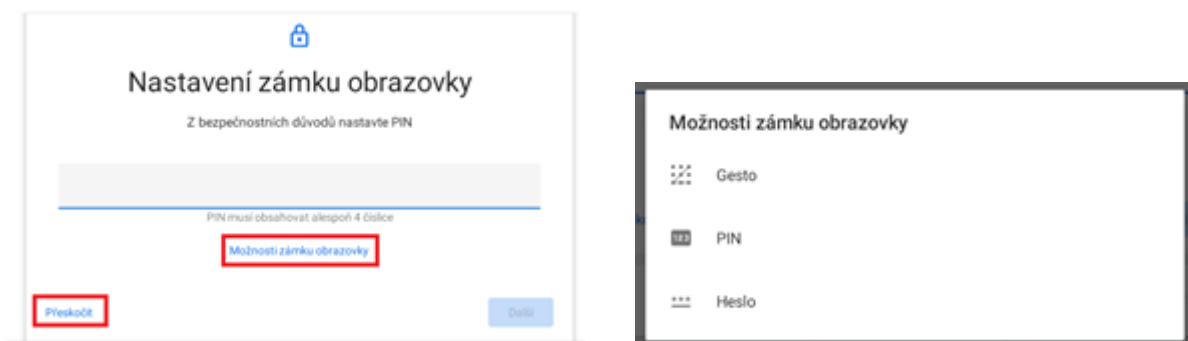 Nastavení zámku obrazovky
Z bezpečnostních důvodů nastavte PIN
PIN musí obsahovat alespoň 4 číslice
Možnosti zámku obrazovky
Přeskočit
Další
Možnosti zámku obrazovky
Gesto
123 PIN
Heslo